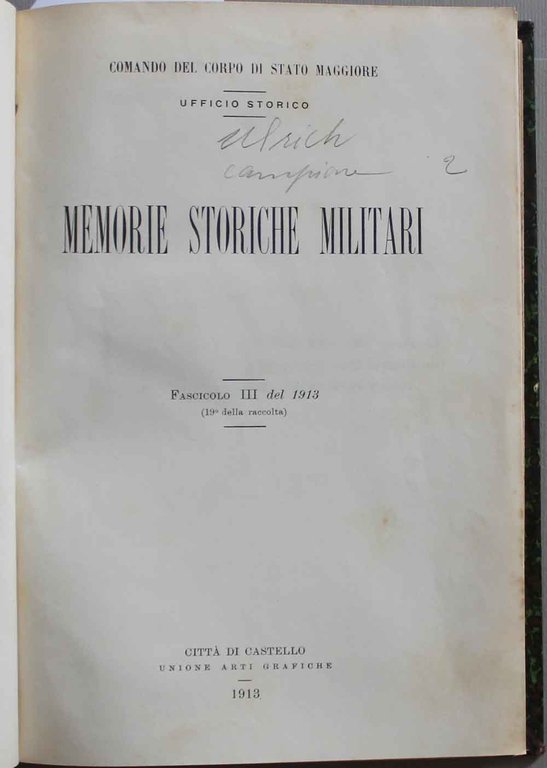 COMANDO DEL CORPO DI STATO MAGGIORE
UFFICIO STORICO
Ulrich
campione 2
MEMORIE STORICHE MILITARI
FASCICOLO III del 1913
(19º della raccolta)
CITTÀ DI CASTELLO
UNIONE ARTI GRAFICHE
1913